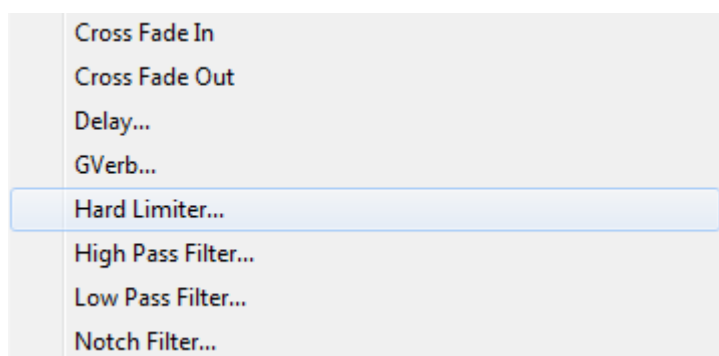 Cross Fade In
Cross Fade Out
Delay...
GVerb...
Hard Limiter...
High Pass Filter...
Low Pass Filter...
Notch Filter...